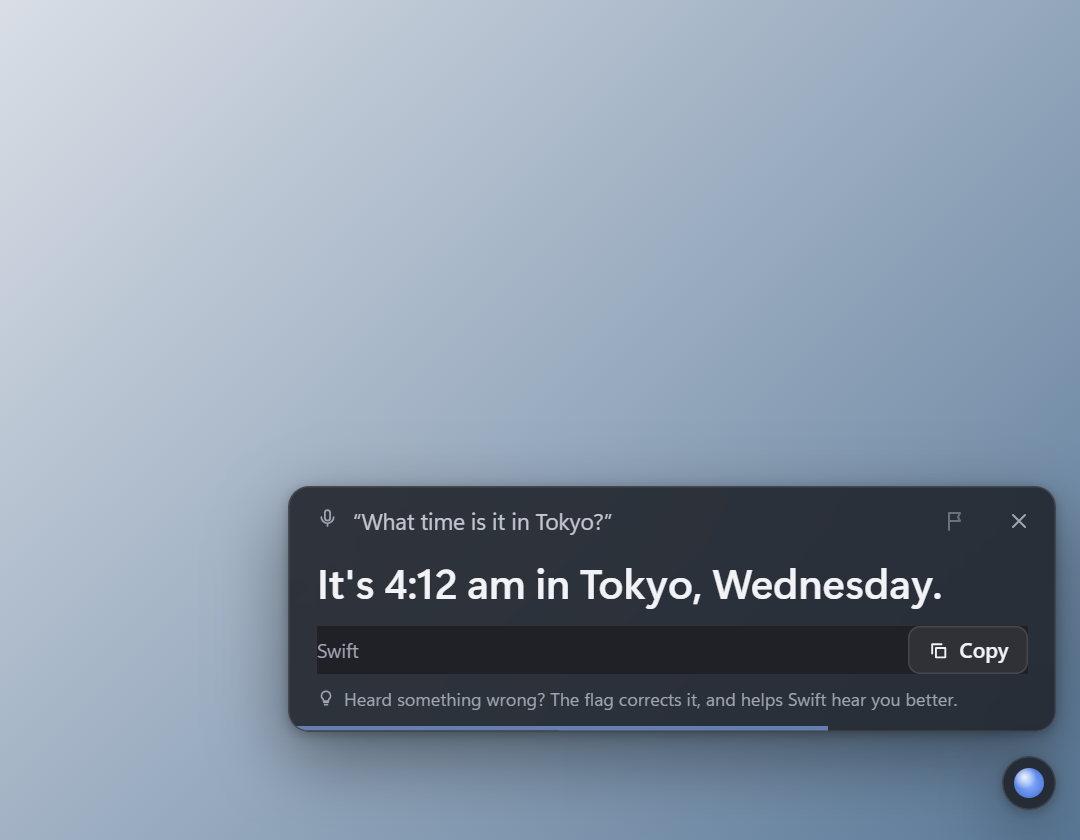 “What time is it in Tokyo?”
It's 4:12 am in Tokyo, Wednesday.
Swift
Copy
Heard something wrong? The flag corrects it, and helps Swift hear you better.